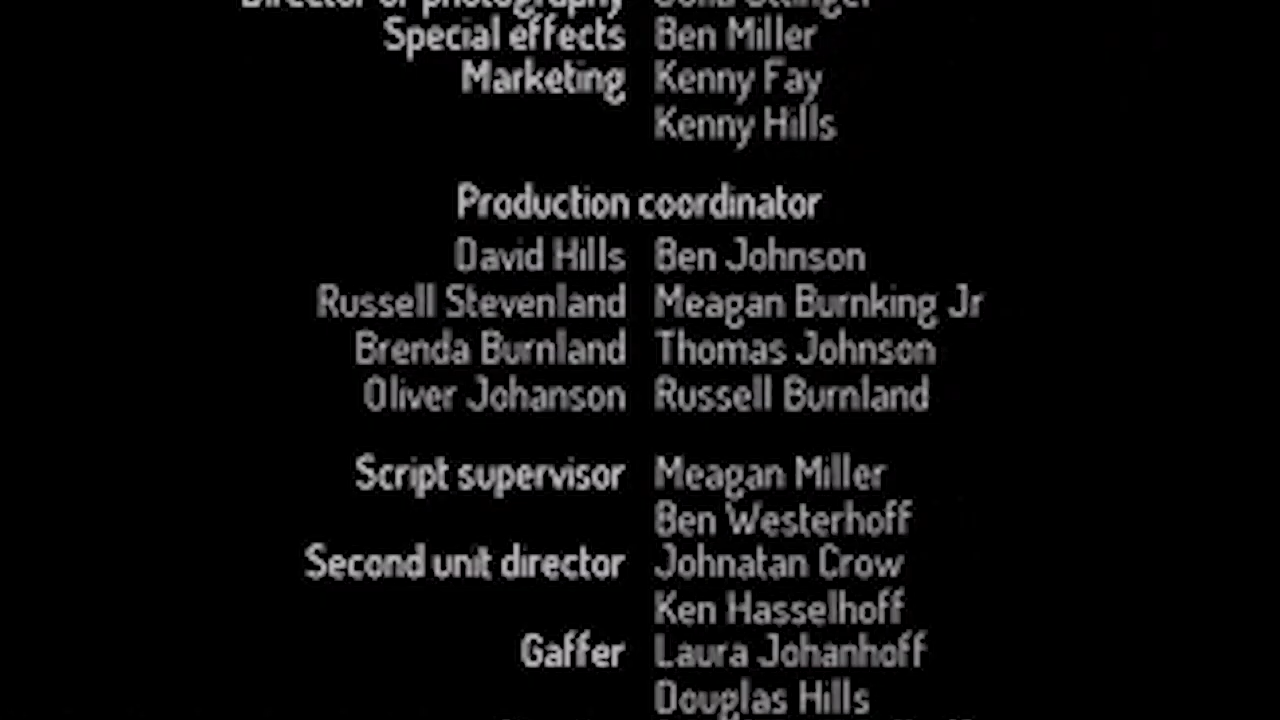 Director of photography
Special effects Ben Miller
Marketing Kenny Fay
Kenny Hills
Production coordinator
David Hills Ben Johnson
Russell Stevenland Meagan Burnking Jr
Brenda Burnland Thomas Johnson
Oliver Johanson Russell Burnland
Script supervisor Meagan Miller
Ben Westerhoff
Second unit director Johnatan Crow
Ken Hasselhoff
Gaffer Laura Johanhoff
Douglas Hills